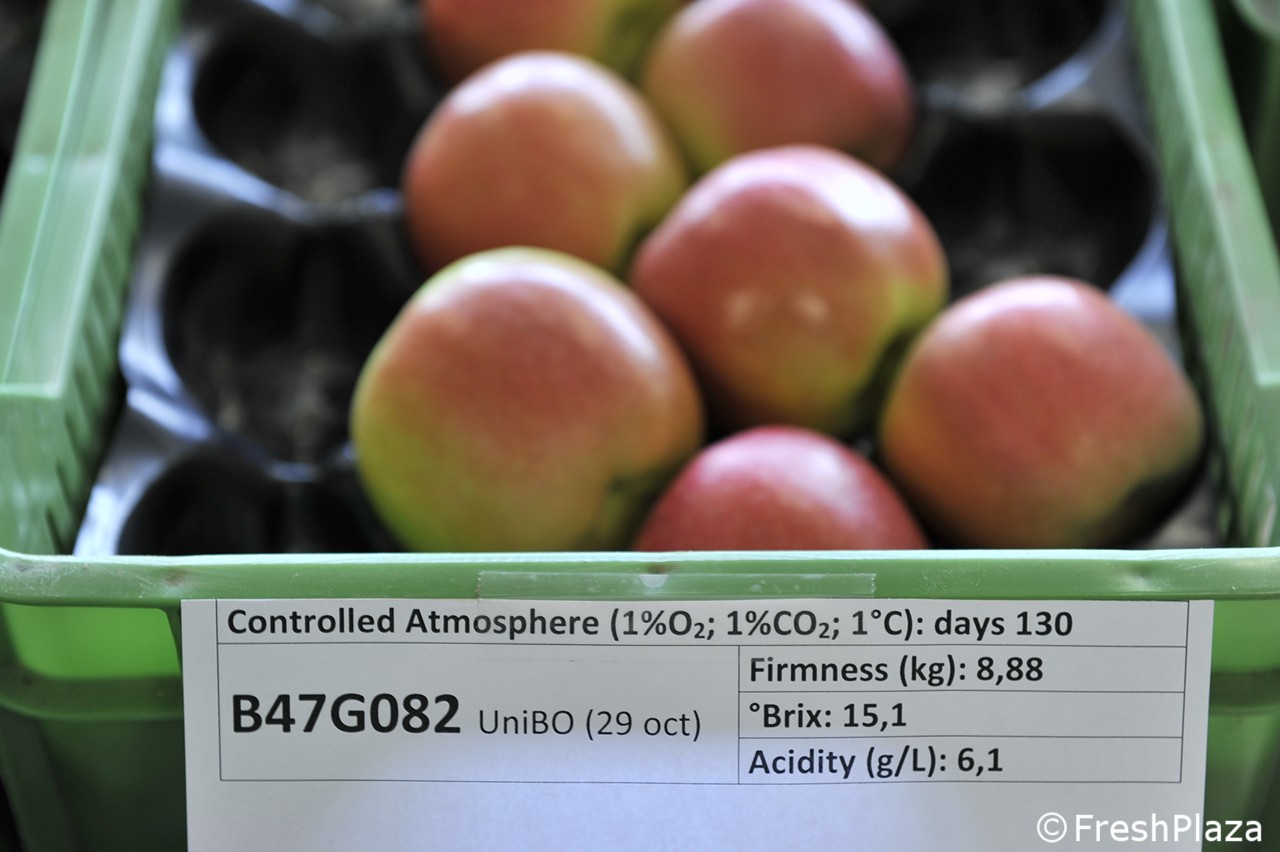 Controlled Atmosphere (1%O₂; 1%CO₂; 1°C): days 130
B47G082 UniBO (29 oct)
Firmness (kg): 8,88
°Brix: 15,1
Acidity (g/L): 6,1
©FreshPlaza